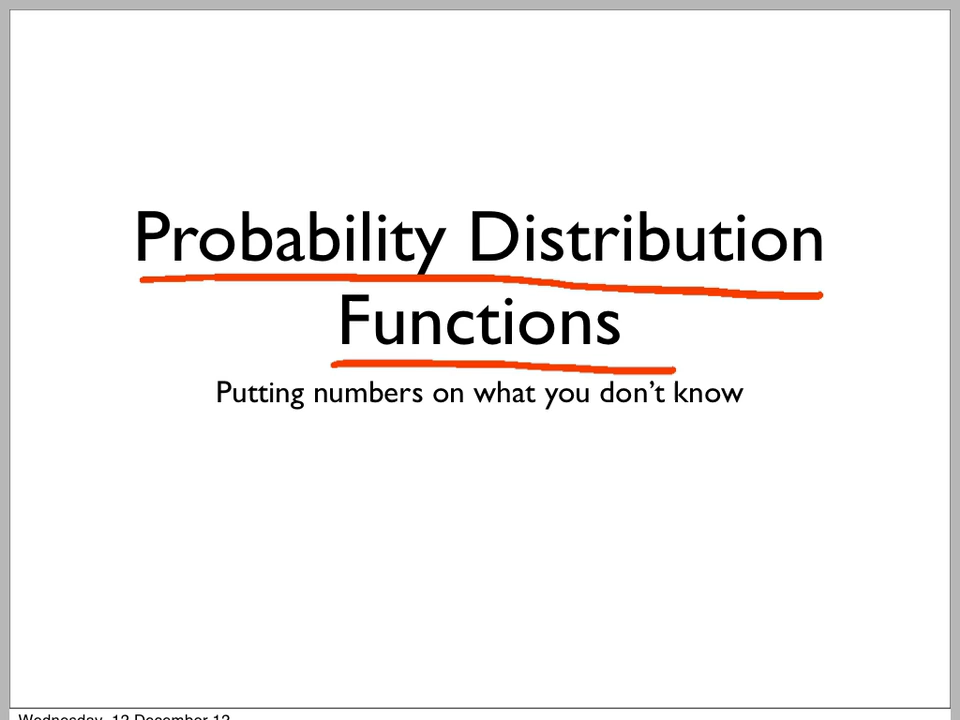 Probability Distribution
Functions
Putting numbers on what you don’t know
Wednesday, 12 December 12